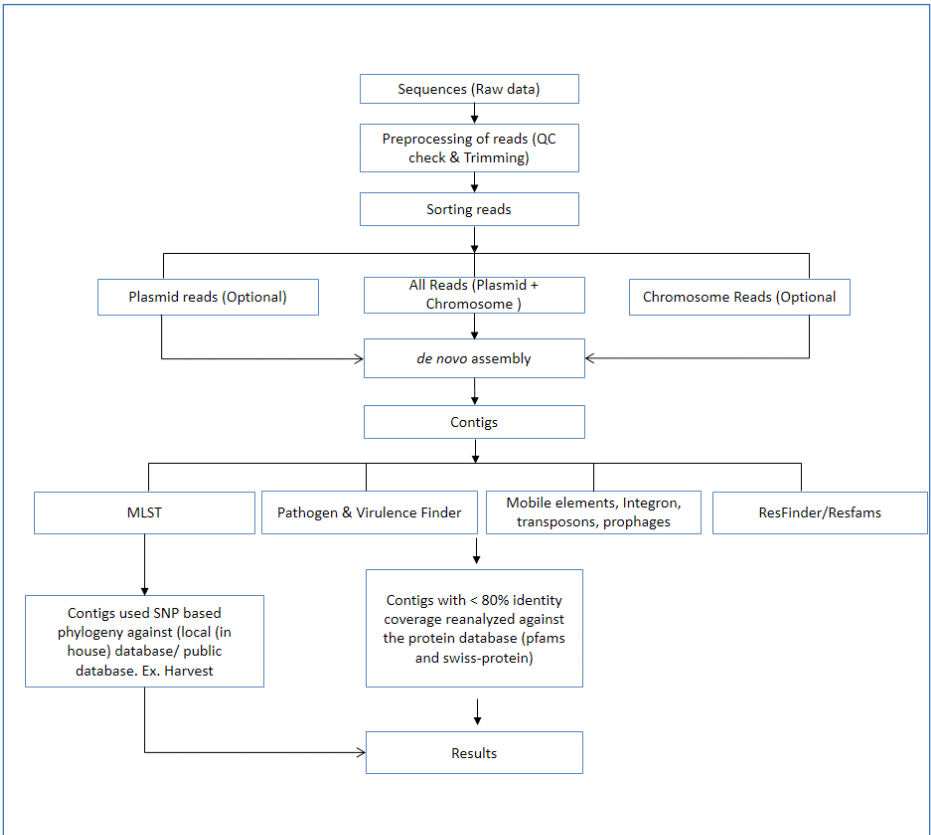 Sequences (Raw data)
Preprocessing of reads (QC
check & Trimming)
Sorting reads
Plasmid reads (Optional)
All Reads (Plasmid +
Chromosome )
Chromosome Reads (Optional
de novo assembly
Contigs
MLST
Pathogen & Virulence Finder
Mobile elements, Integron,
transposons, prophages
ResFinder/Resfams
Contigs used SNP based
phylogeny against (local (in
house) database/ public
database. Ex. Harvest
Contigs with < 80% identity
coverage reanalyzed against
the protein database (pfams
and swiss-protein)
Results